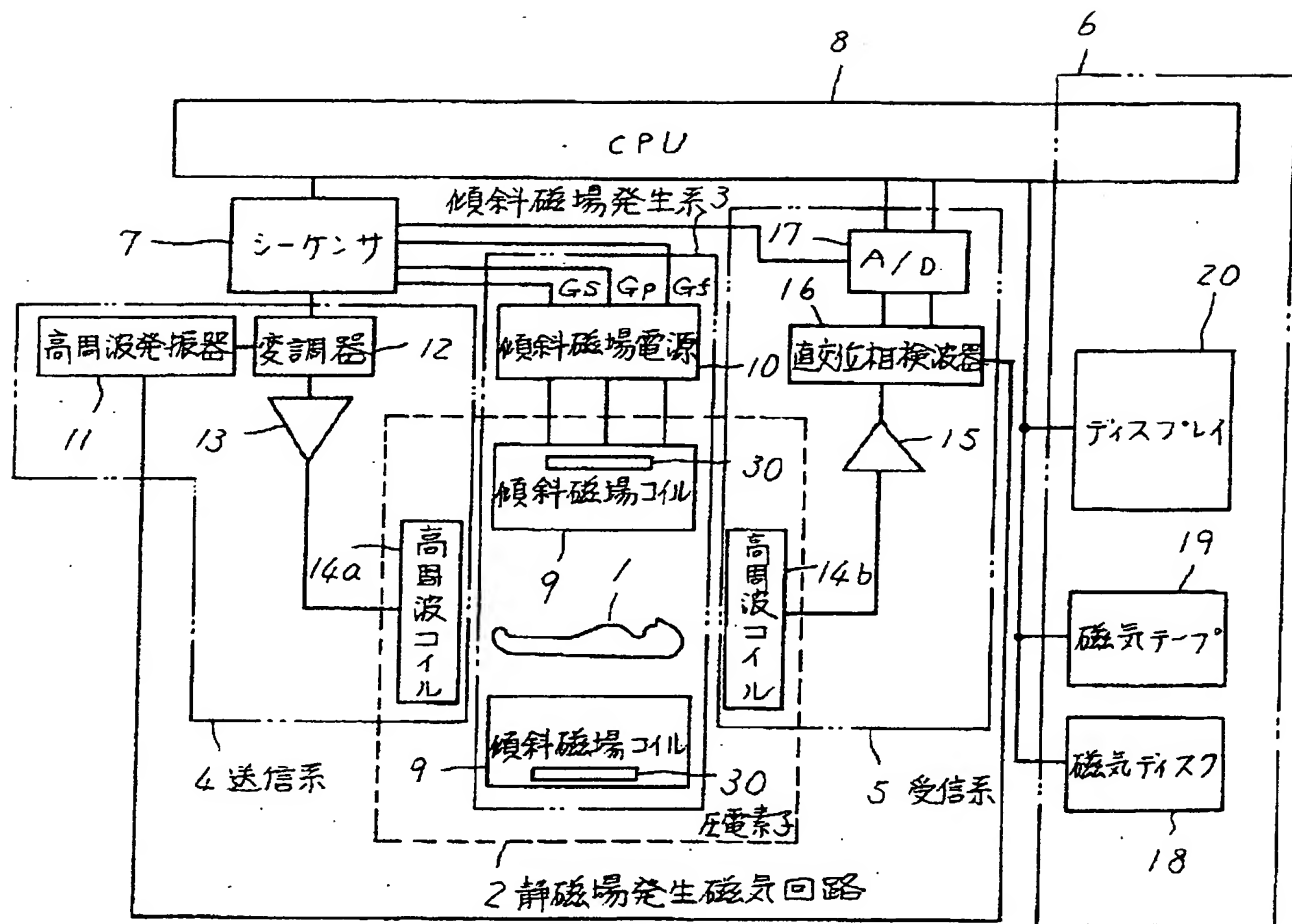 6
8
CPU
傾斜磁場発生系3
7
シーケンサ
17
A/D
GS
Gp
Gf
16
20
高周波発振器
変調器
12
傾斜磁場電源
10
直交位相検波器
11
13
15
ディスプレイ
30
傾斜磁場コイル
9
14a
高周波コイル
1
14b
高周波コイル
19
磁気テープ
傾斜磁場コイル
9
30
4 送信系
5 受信系
磁気ディスク
圧電素子
18
2 静磁場発生磁気回路